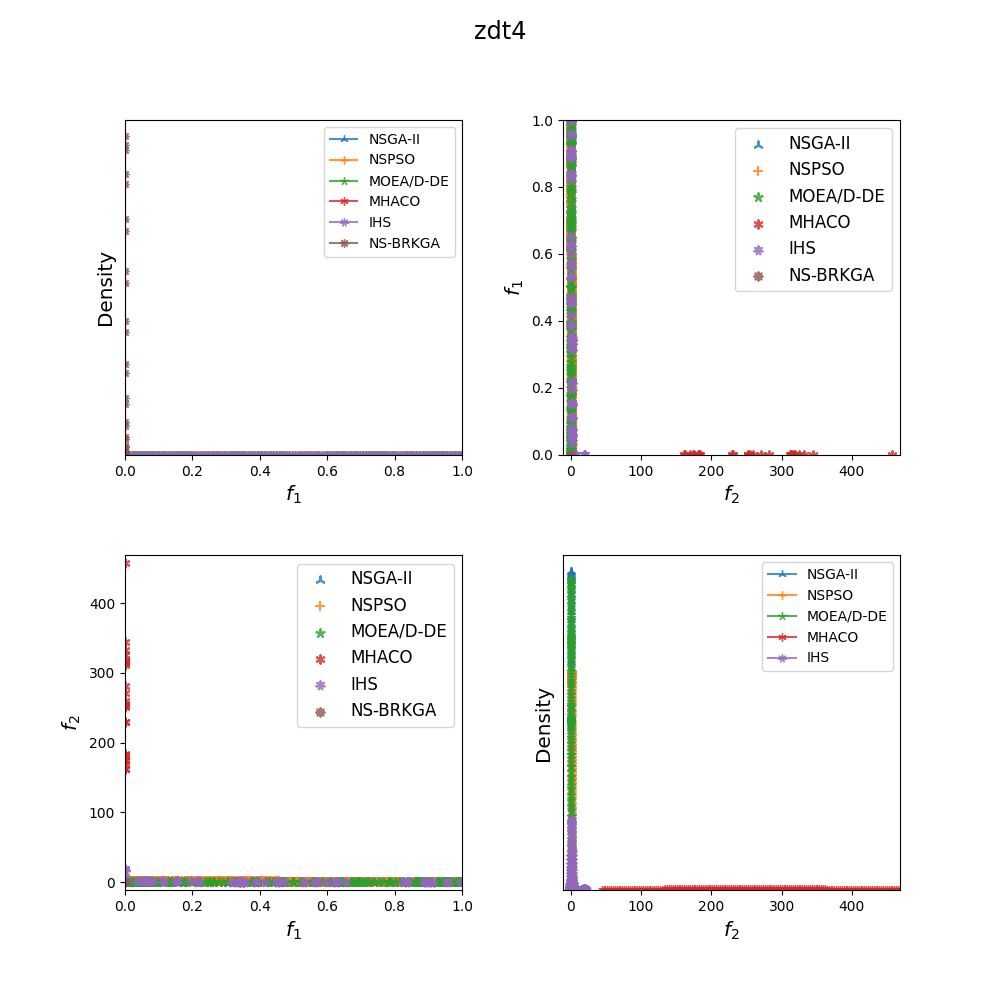 zdt4
Density
NSGA-II
NSPSO
MOEA/D-DE
MHACO
IHS
NS-BRKGA
0.0 0.2 0.4 0.6 0.8 1.0
f1
f1
1.0
0.8
0.6
0.4
0.2
0.0
NSGA-II
NSPSO
MOEA/D-DE
MHACO
IHS
NS-BRKGA
0 100 200 300 400
f2
f2
400
300
200
100
0
NSGA-II
NSPSO
MOEA/D-DE
MHACO
IHS
NS-BRKGA
0.0 0.2 0.4 0.6 0.8 1.0
f1
Density
NSGA-II
NSPSO
MOEA/D-DE
MHACO
IHS
0 100 200 300 400
f2